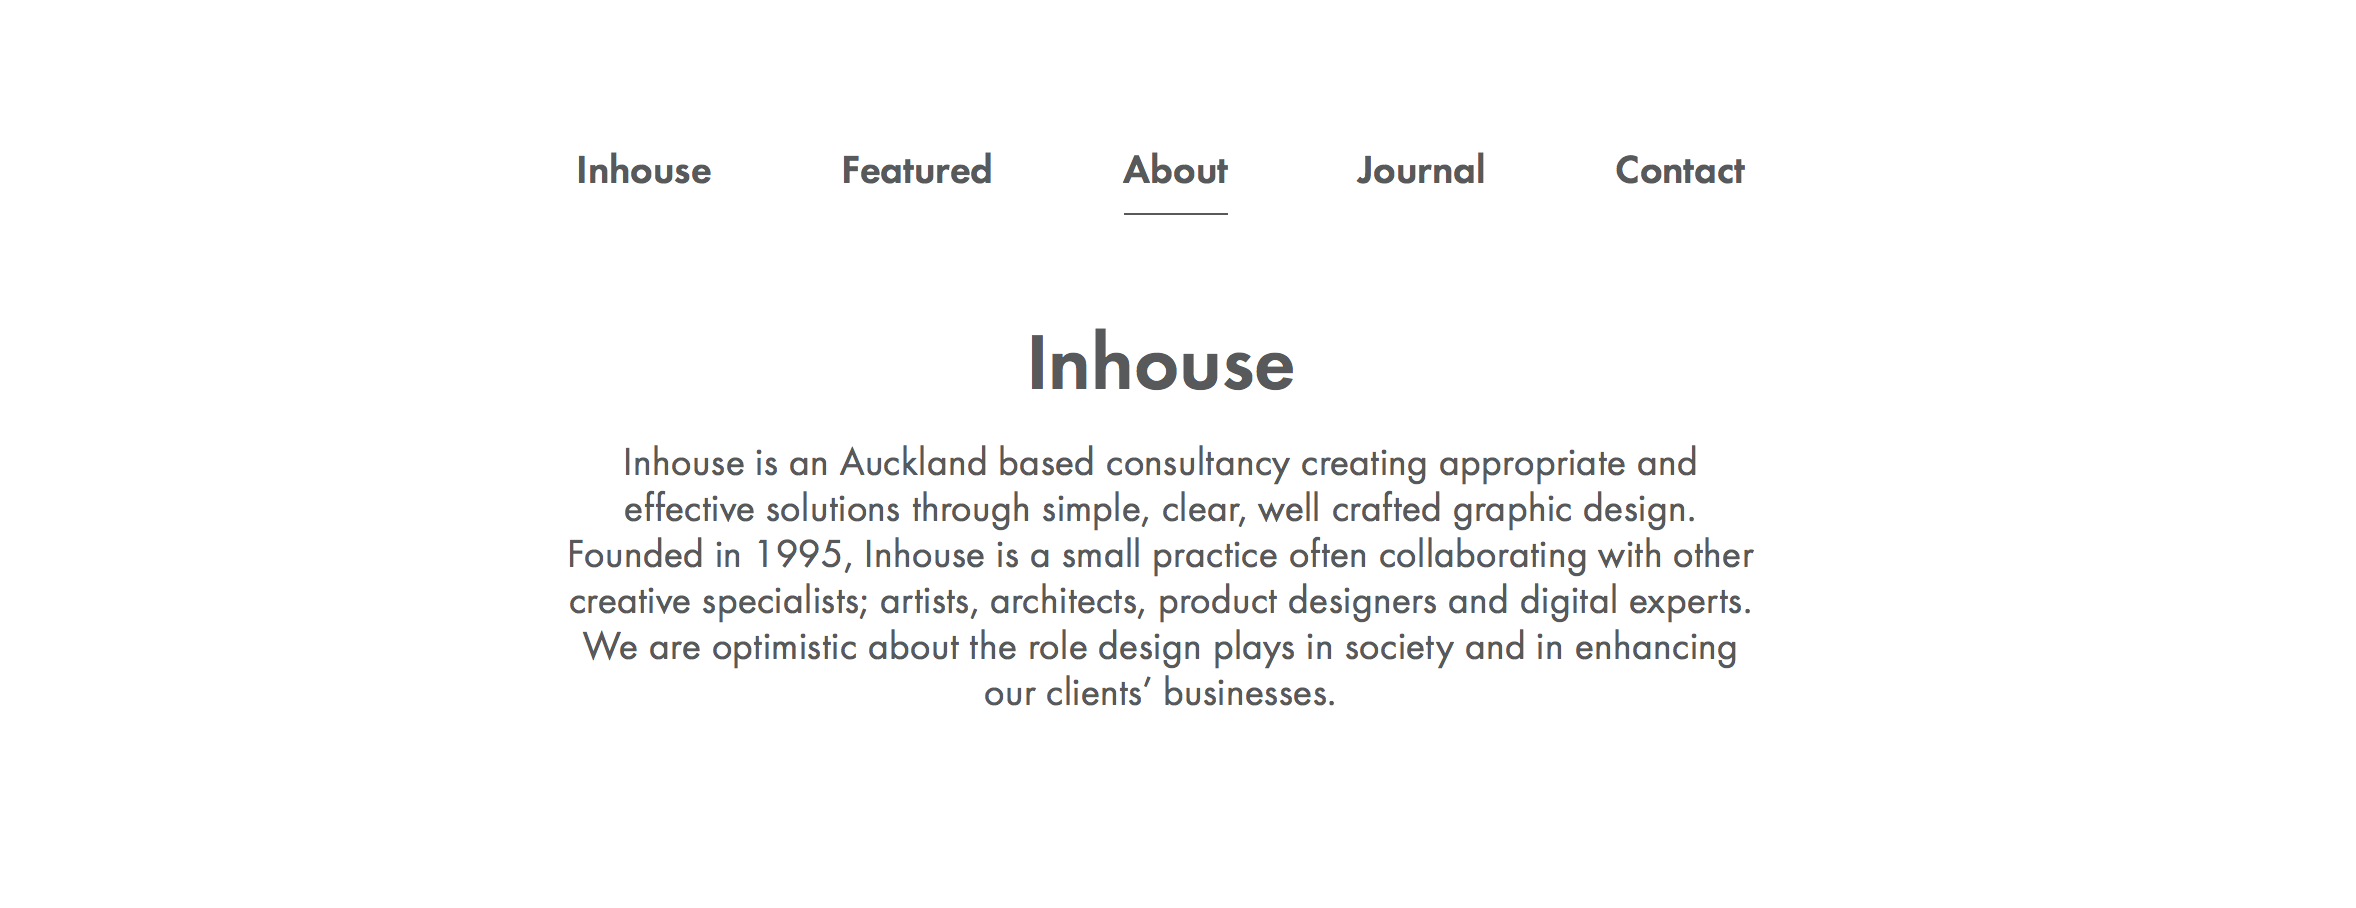 Inhouse Featured About Journal Contact
Inhouse
Inhouse is an Auckland based consultancy creating appropriate and
effective solutions through simple, clear, well crafted graphic design.
Founded in 1995, Inhouse is a small practice often collaborating with other
creative specialists; artists, architects, product designers and digital experts.
We are optimistic about the role design plays in society and in enhancing
our clients’ businesses.